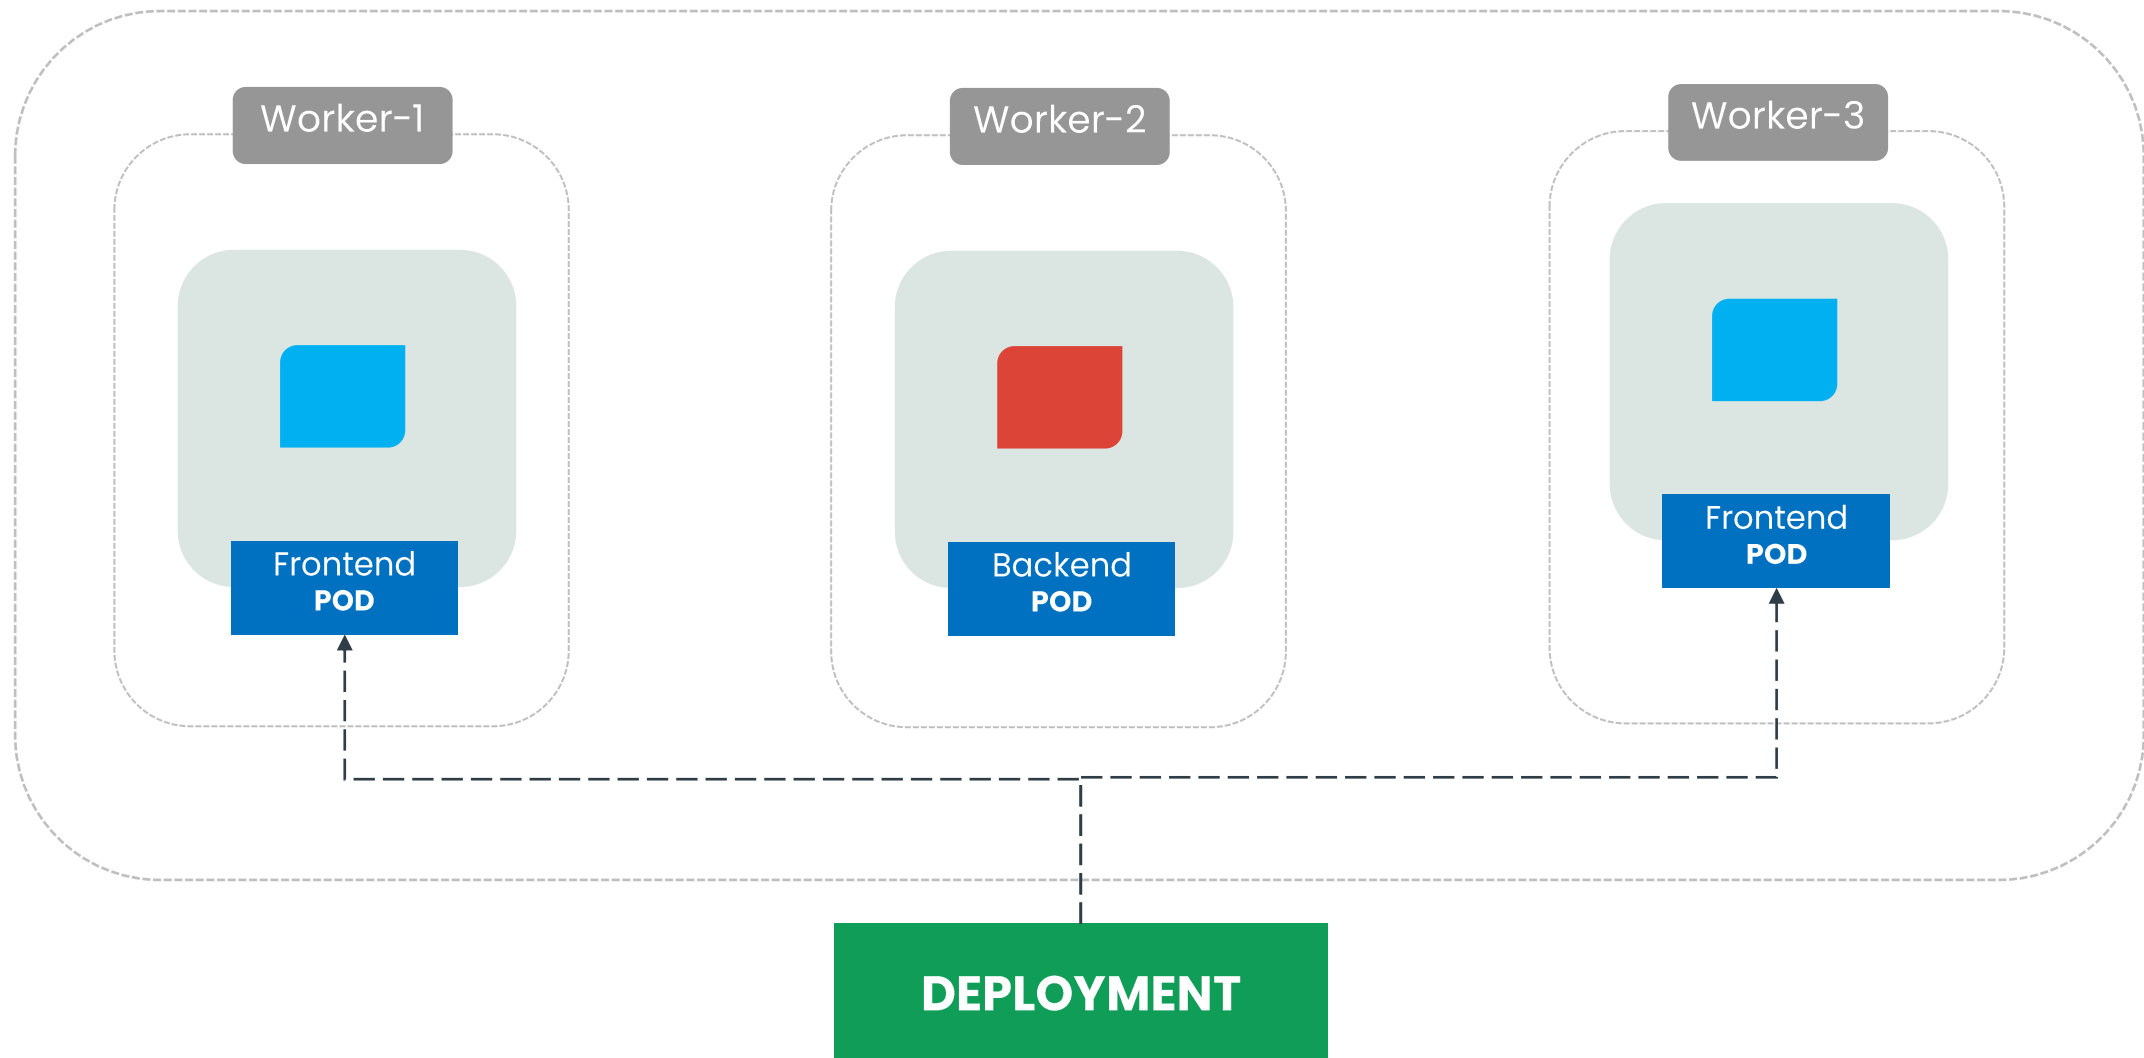 Worker-1
Worker-2
Worker-3
Frontend
POD
Backend
POD
Frontend
POD
DEPLOYMENT